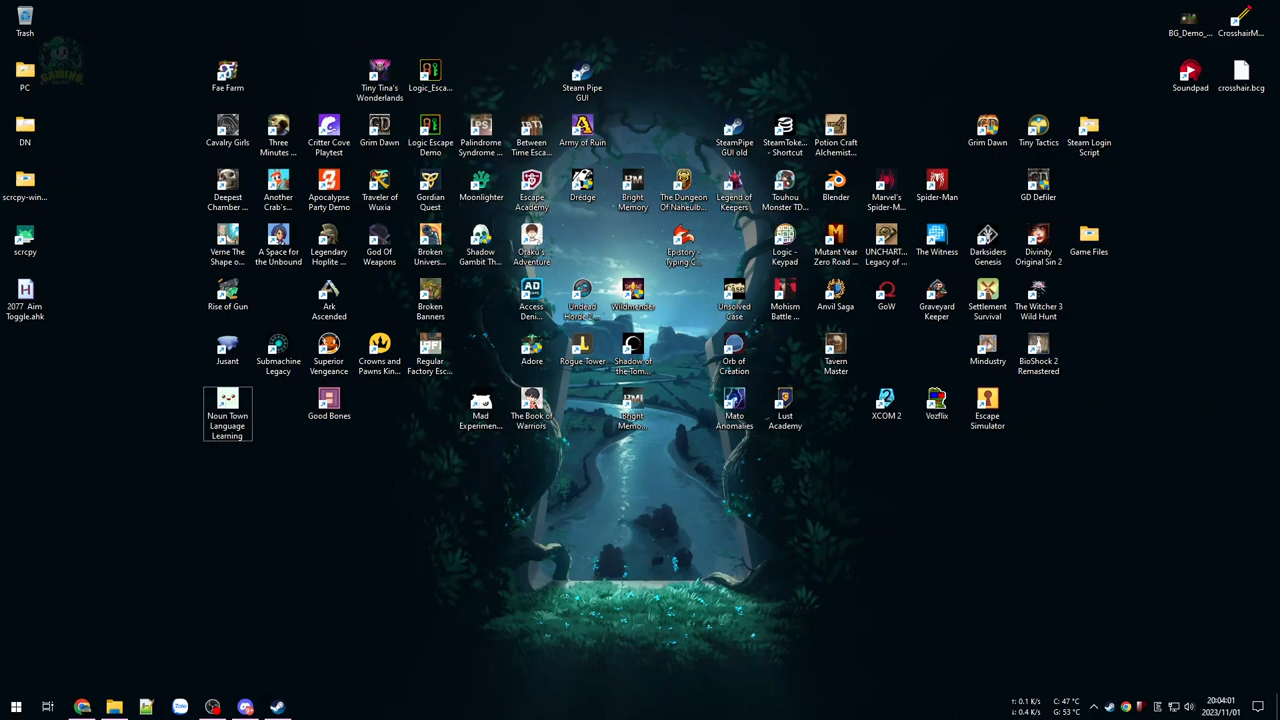 Trash
BG_Demo_...
CrosshairM...
GAMING
PC
Fae Farm
Tiny Tina's
Wonderlands
Logic_Esca...
Steam Pipe
GUI
Soundpad
crosshair.bcg
DN
Cavalry Girls
Three
Minutes ...
Critter Cove
Playtest
Grim Dawn
Logic Escape
Demo
Palindrome
Syndrome ...
Between
Time Esca...
Army of Ruin
SteamPipe
GUI old
SteamToke...
- Shortcut
Potion Craft
Alchemist...
Grim Dawn
Tiny Tactics
Steam Login
Script
scrcpy-win...
Deepest
Chamber ...
Another
Crab's...
Apocalypse
Party Demo
Traveler of
Wuxia
Gordian
Quest
Moonlighter
Escape
Academy
Dredge
Bright
Memory
The Dungeon
Of Naheulb...
Legend of
Keepers
Touhou
Monster TD...
Blender
Marvel's
Spider-M...
Spider-Man
GD Defiler
scrcpy
Verne The
Shape o...
A Space for
the Unbound
Legendary
Hoplite ...
God Of
Weapons
Broken
Univers...
Shadow
Gambit Th...
Otaku's
Adventure
Epistory -
Typing C...
Logic -
Keypad
Mutant Year
Zero Road ...
UNCHART...
Legacy of ...
The Witness
Darksiders
Genesis
Divinity
Original Sin 2
Game Files
2077 Aim
Toggle.ahk
Rise of Gun
Ark
Ascended
Broken
Banners
Access
Deni...
Undead
Horde 2...
Wildmender
Unsolved
Case
Mohism
Battle ...
Anvil Saga
GoW
Graveyard
Keeper
Settlement
Survival
The Witcher 3
Wild Hunt
Jusant
Submachine
Legacy
Superior
Vengeance
Crowns and
Pawns Kin...
Regular
Factory Esc...
Adore
Rogue Tower
Shadow of
the Tom...
Orb of
Creation
Tavern
Master
Mindustry
BioShock 2
Remastered
Noun Town
Language
Learning
Good Bones
Mad
Experimen...
The Book of
Warriors
Bright
Memo...
Mato
Anomalies
Lust
Academy
XCOM 2
Vozflix
Escape
Simulator
Zalo
↑: 0.1 K/s
↓: 0.4 K/s
C: 47 °C
G: 53 °C
20:04:01
2023/11/01